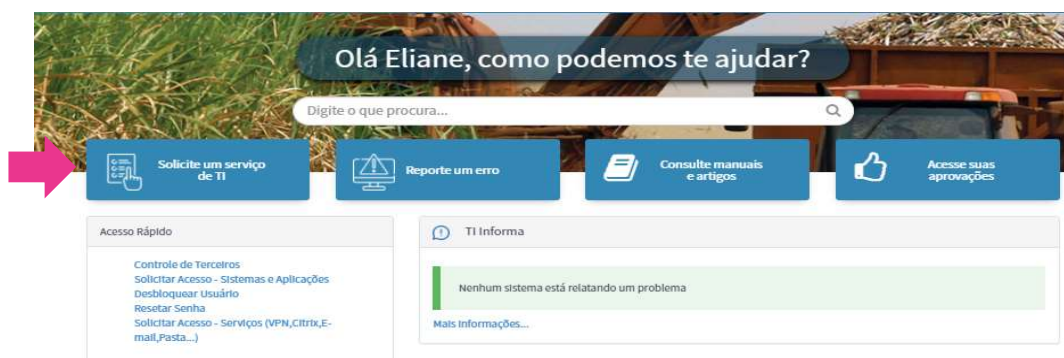 Olá Eliane, como podemos te ajudar?
Digite o que procura...
Solicite um serviço
de TI
Reporte um erro
Consulte manuais
e artigos
Acesse suas
aprovações
Acesso Rápido
Controle de Terceiros
Solicitar Acesso - Sistemas e Aplicações
Desbloquear Usuário
Resetar Senha
Solicitar Acesso - Serviços (VPN,Citrix,E-
mail,Pasta...)
TI Informa
Nenhum sistema está relatando um problema
Mais Informações...